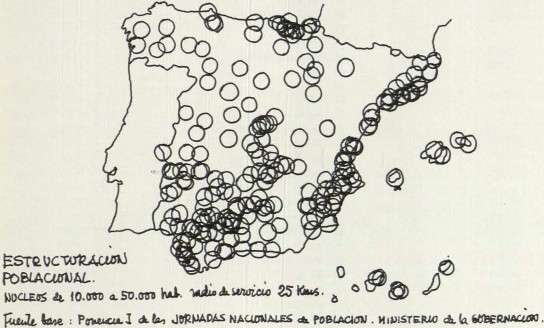 ESTRUCTURACIÓN
POBLACIONAL.
NUCLEOS de 10.000 a 50.000 hab. radio de servicio 25 Kms.
Fuente base : Ponencia I de las JORNADAS NACIONALES de POBLACION . MINISTERIO de la GOBERNACION.